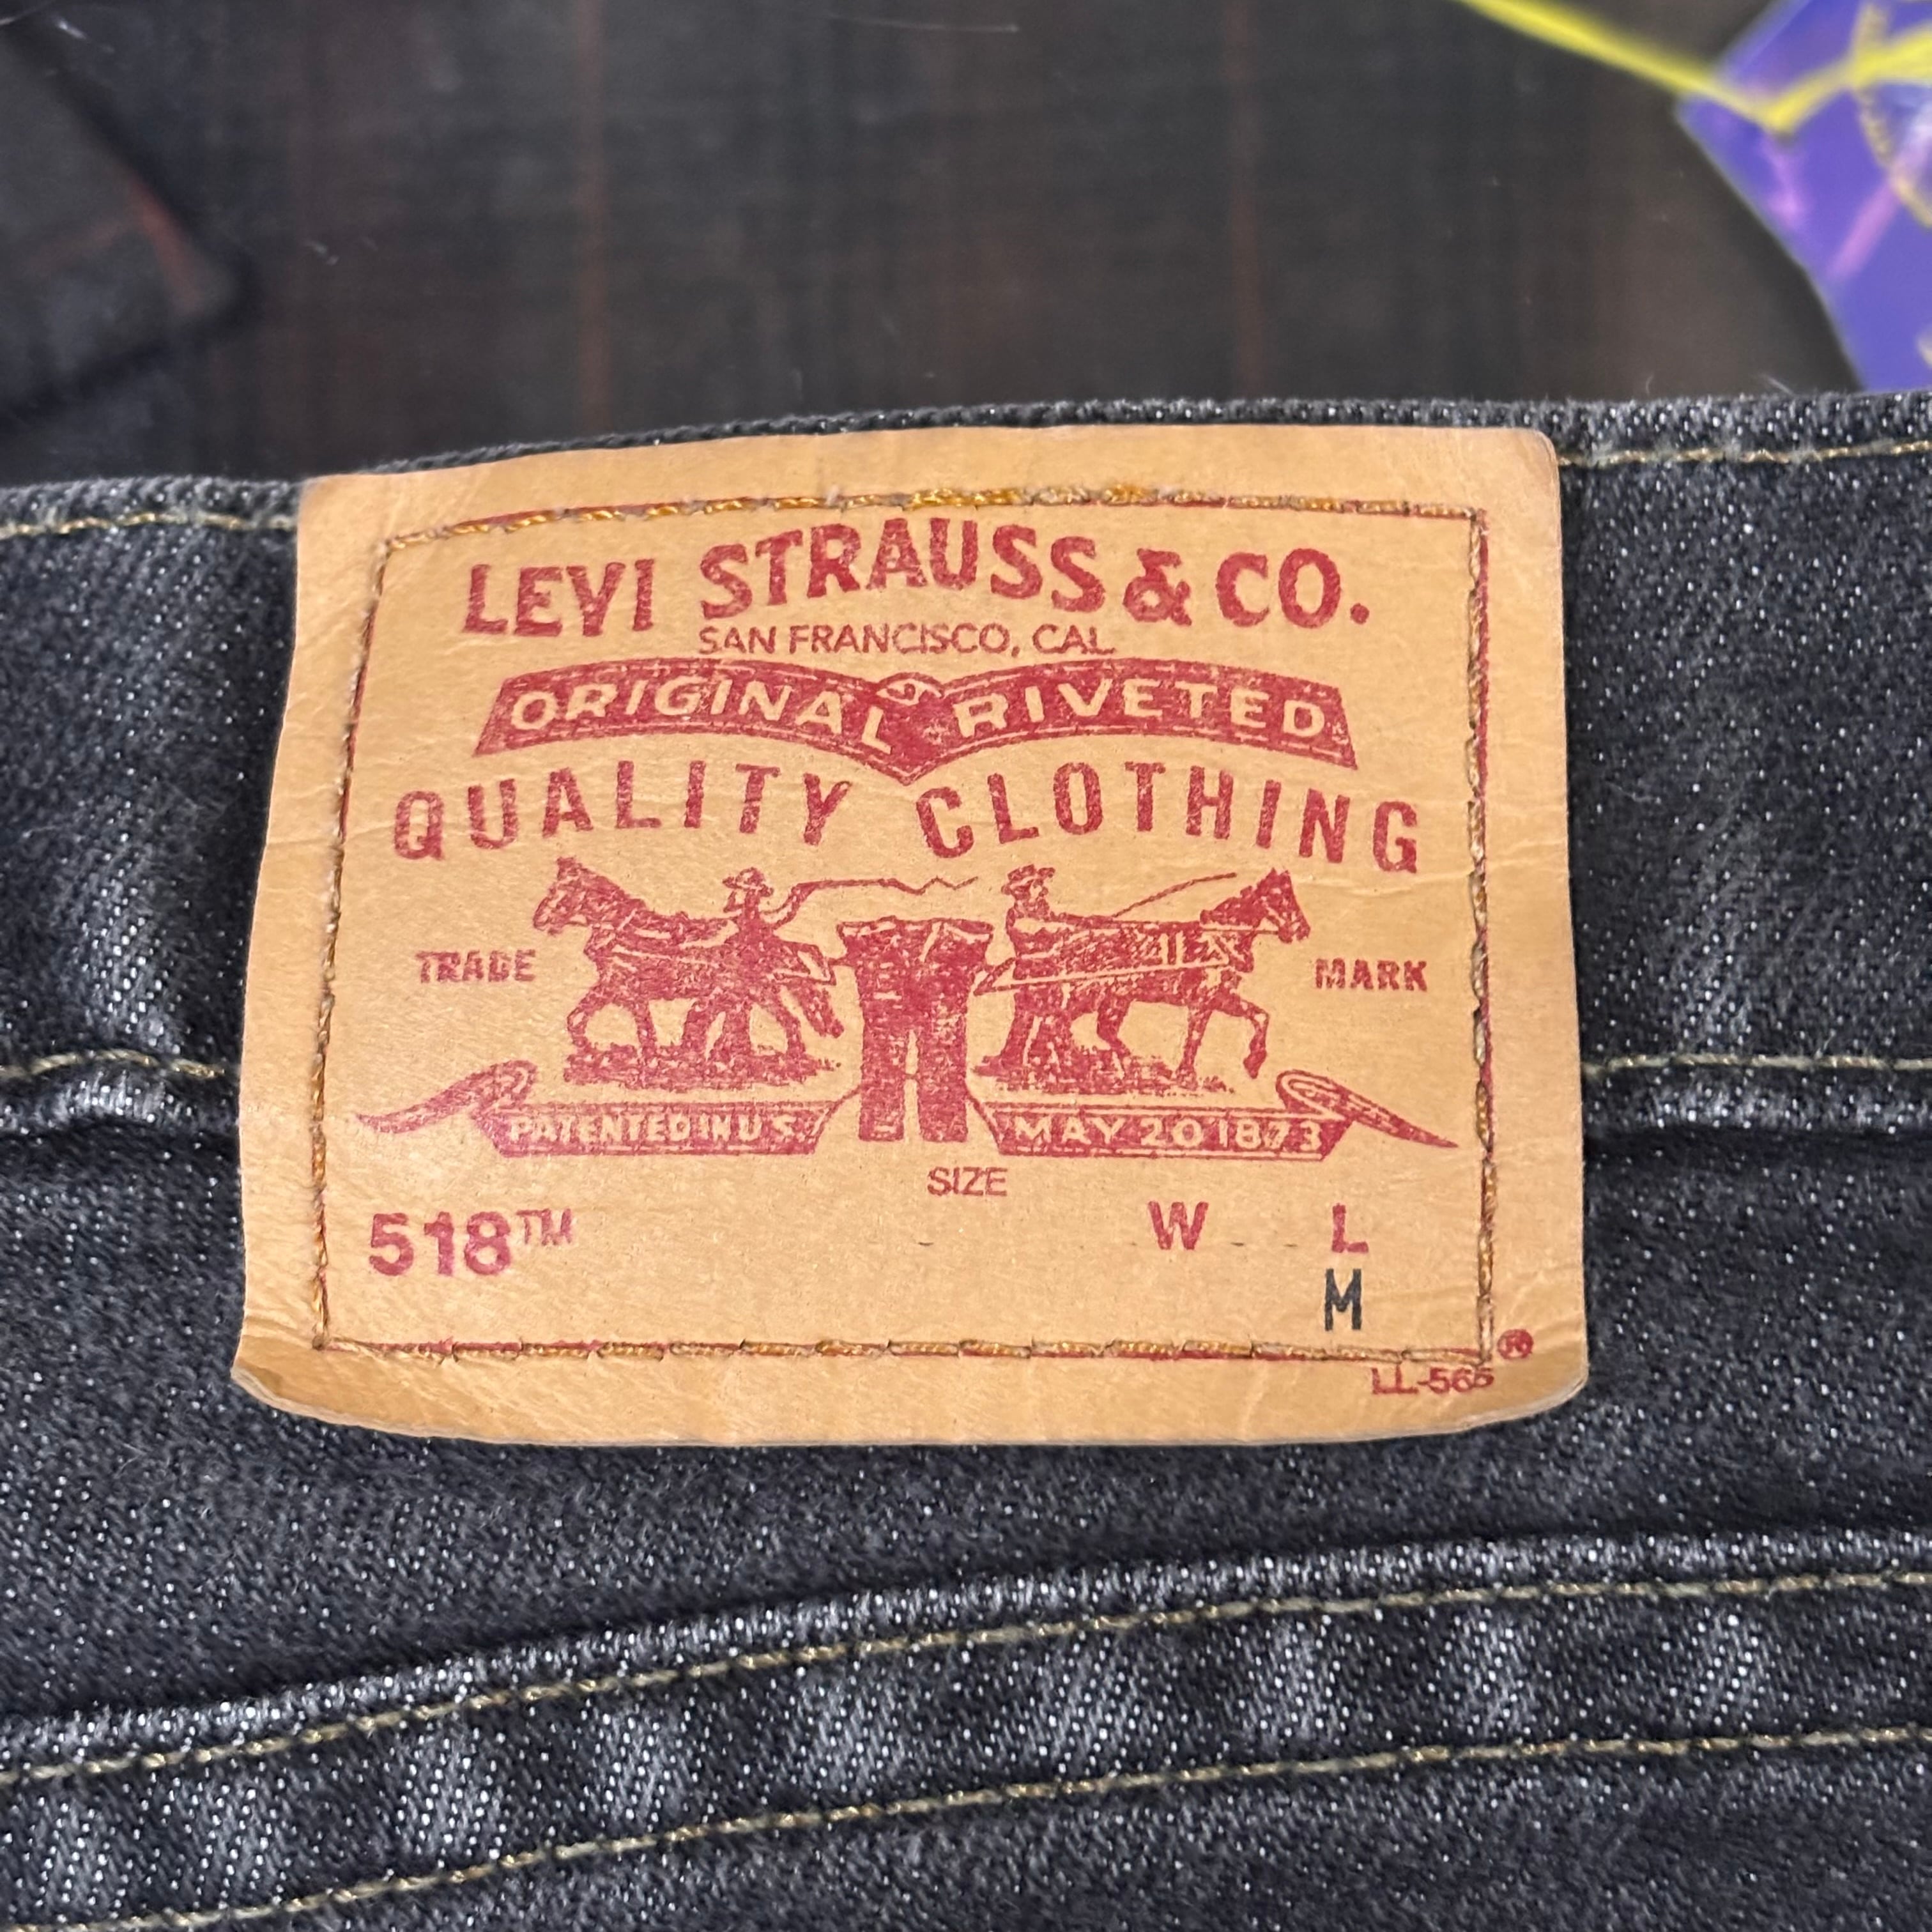 LEVI STRAUSS & CO.
SAN FRANCISCO, CAL.
ORIGINAL RIVETED
QUALITY CLOTHING
TRADE MARK
PATENTED IN U S. MAY 20 1873
SIZE
518™ W L
M
®
LL-565